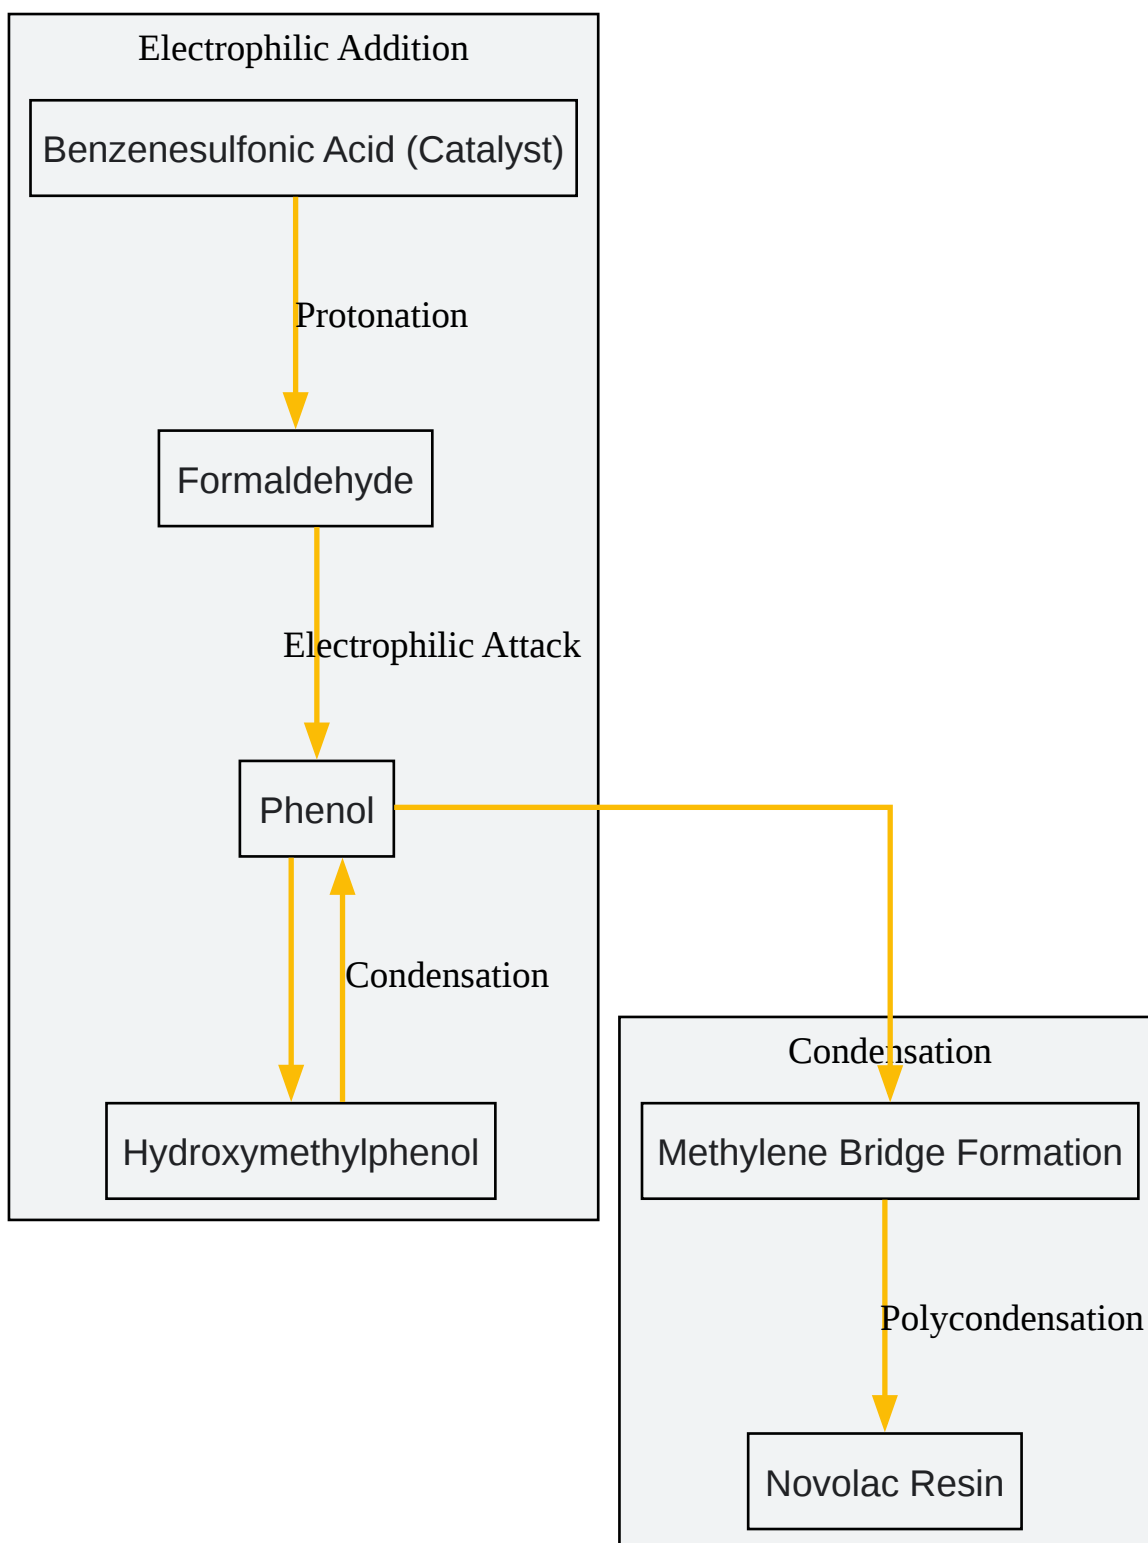 Electrophilic Addition
Benzenesulfonic Acid (Catalyst)
Protonation
Formaldehyde
Electrophilic Attack
Phenol
Condensation
Hydroxymethylphenol
Condensation
Methylene Bridge Formation
Polycondensation
Novolac Resin